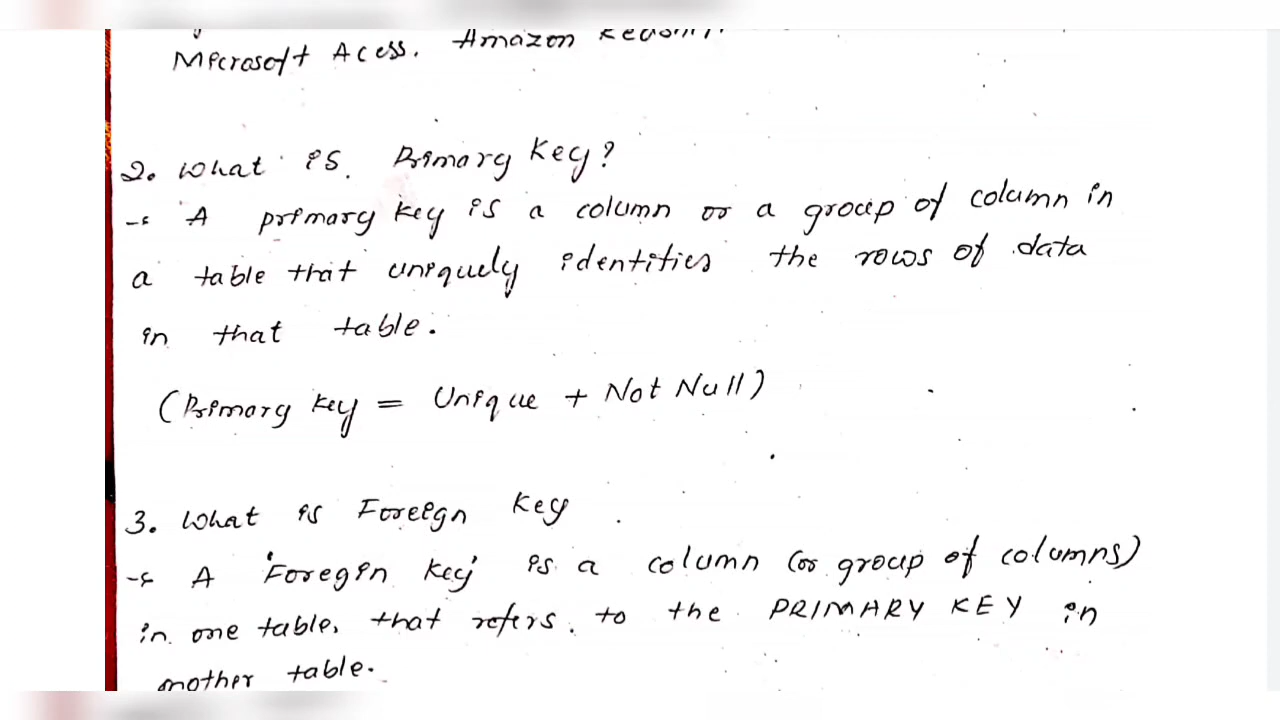 Microsoft Acess. Amazon
2. What is Primary Key?
-: A primary key is a column or a group of column in
a table that uniquely identifies the rows of data
in that table.
(Primary key = Unique + Not Null)
3. What is Foreign Key
-: A 'Foregin key' is a column (or group of columns)
in one table, that refers to the PRIMARY KEY in
another table.